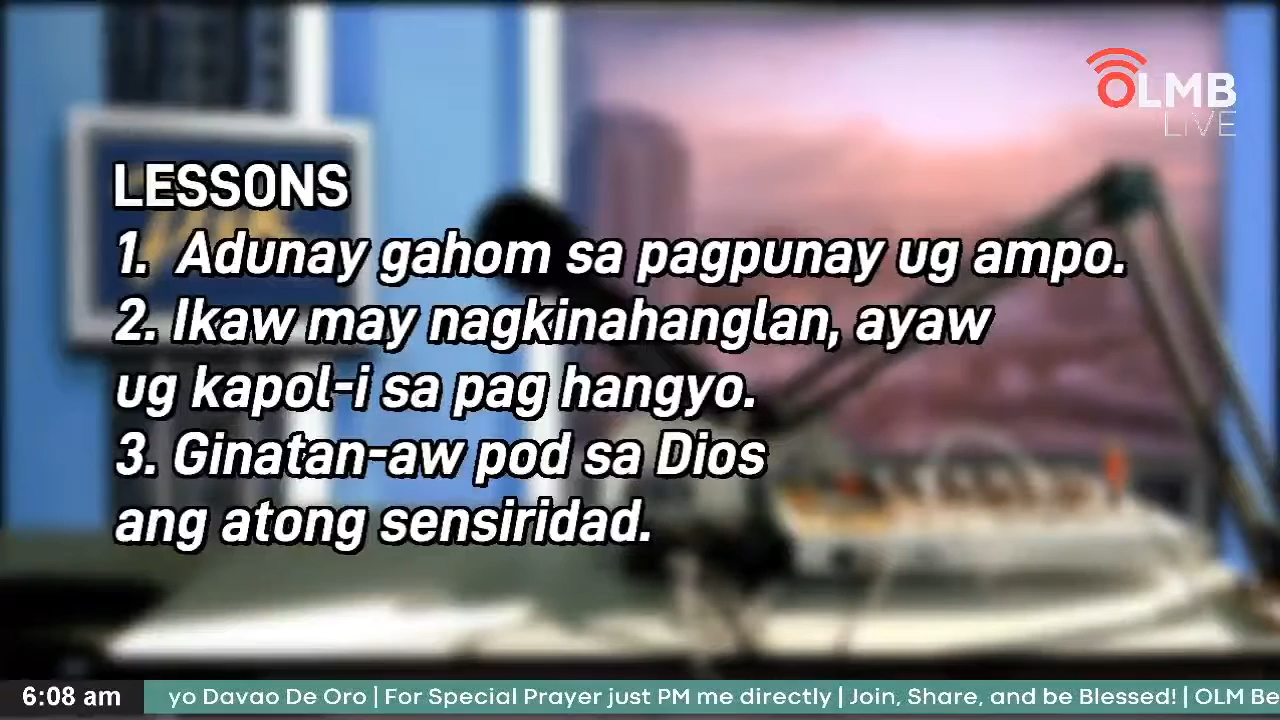 OLMB
LIVE
LESSONS
1. Adunay gahom sa pagpunay ug ampo.
2. Ikaw may nagkinahanglan, ayaw
ug kapol-i sa pag hangyo.
3. Ginatan-aw pod sa Dios
ang atong sensiridad.
6:08 am yo Davao De Oro | For Special Prayer just PM me directly | Join, Share, and be Blessed! | OLM Be